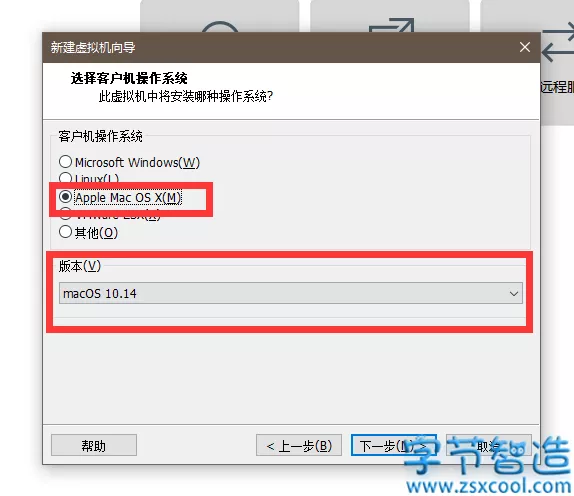 新建虚拟机向导
选择客户机操作系统
此虚拟机中将安装哪种操作系统?
远程服
客户机操作系统
Microsoft Windows(W)
Linux(L)
Apple Mac OS X(M)
VMware ESX(X)
其他(O)
版本(V)
macOS 10.14
帮助
< 上一步(B)
下一步(N) >
取消
字节智造
www.zsxcool.com